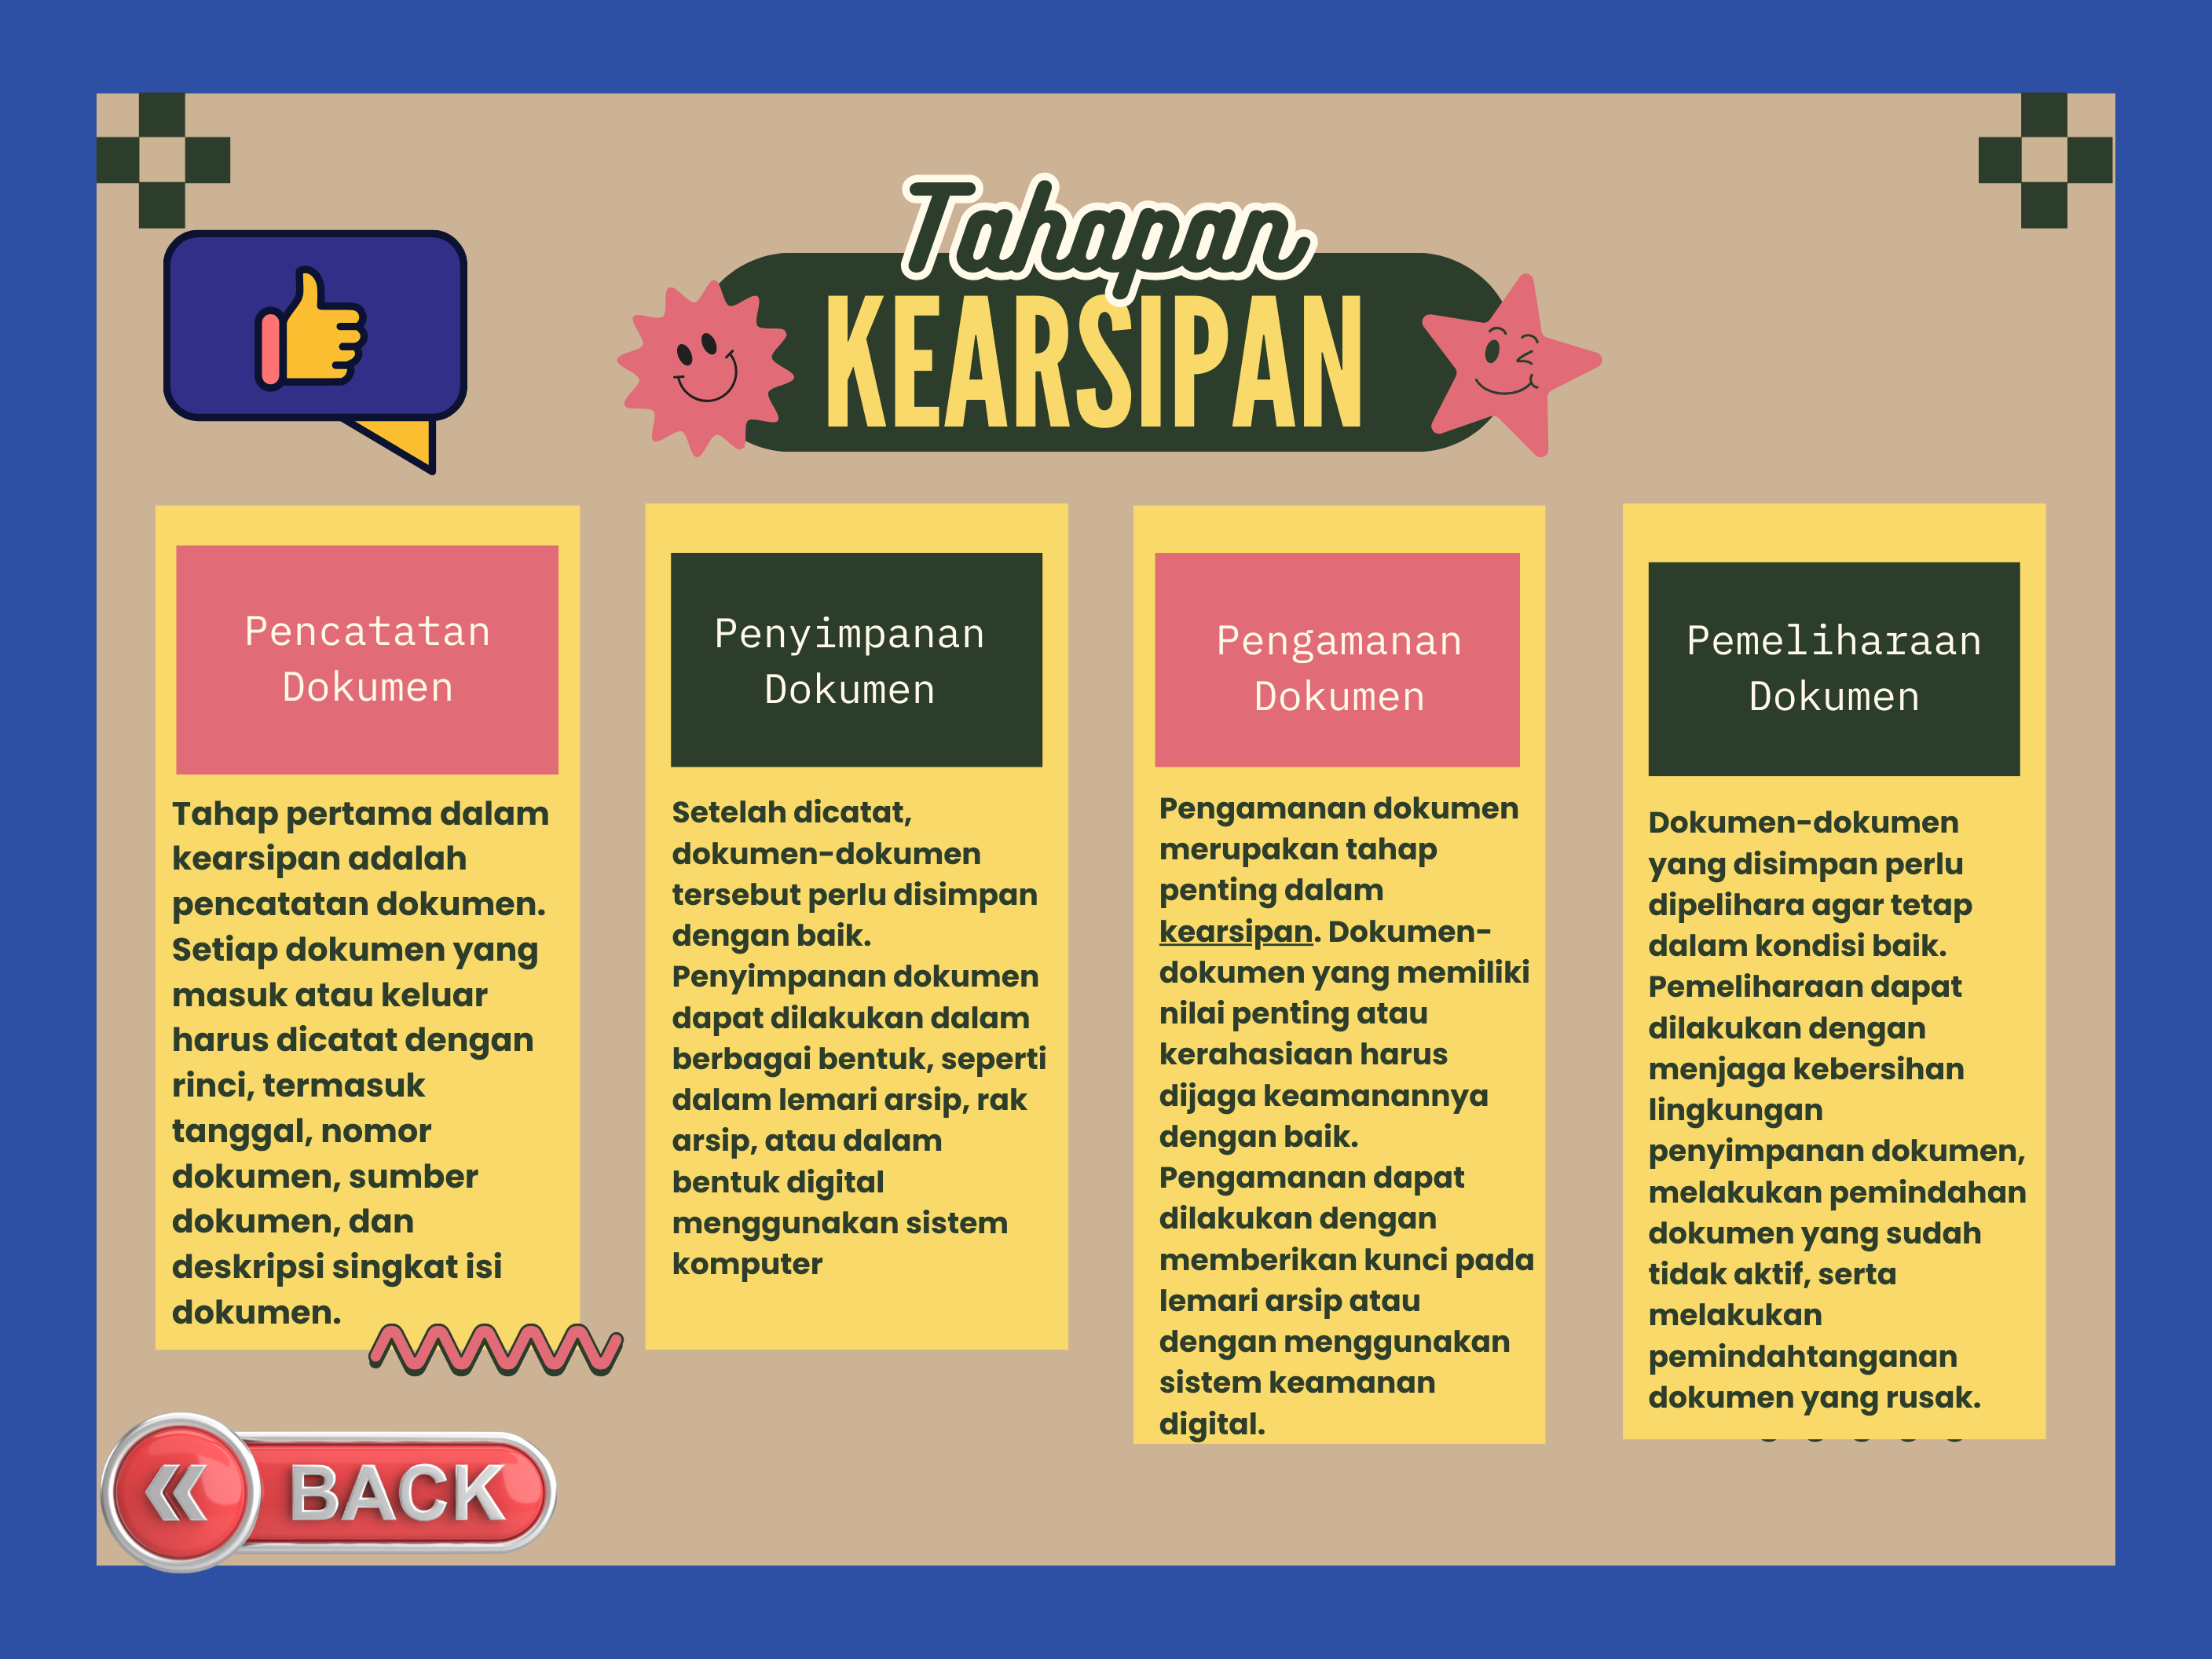 Tahapan
KEARSIPAN
Pencatatan
Dokumen
Tahap pertama dalam
kearsipan adalah
pencatatan dokumen.
Setiap dokumen yang
masuk atau keluar
harus dicatat dengan
rinci, termasuk
tanggal, nomor
dokumen, sumber
dokumen, dan
deskripsi singkat isi
dokumen.
Penyimpanan
Dokumen
Setelah dicatat,
dokumen-dokumen
tersebut perlu disimpan
dengan baik.
Penyimpanan dokumen
dapat dilakukan dalam
berbagai bentuk, seperti
dalam lemari arsip, rak
arsip, atau dalam
bentuk digital
menggunakan sistem
komputer
Pengamanan
Dokumen
Pengamanan dokumen
merupakan tahap
penting dalam
kearsipan. Dokumen-
dokumen yang memiliki
nilai penting atau
kerahasiaan harus
dijaga keamanannya
dengan baik.
Pengamanan dapat
dilakukan dengan
memberikan kunci pada
lemari arsip atau
dengan menggunakan
sistem keamanan
digital.
Pemeliharaan
Dokumen
Dokumen-dokumen
yang disimpan perlu
dipelihara agar tetap
dalam kondisi baik.
Pemeliharaan dapat
dilakukan dengan
menjaga kebersihan
lingkungan
penyimpanan dokumen,
melakukan pemindahan
dokumen yang sudah
tidak aktif, serta
melakukan
pemindahtanganan
dokumen yang rusak.
BACK